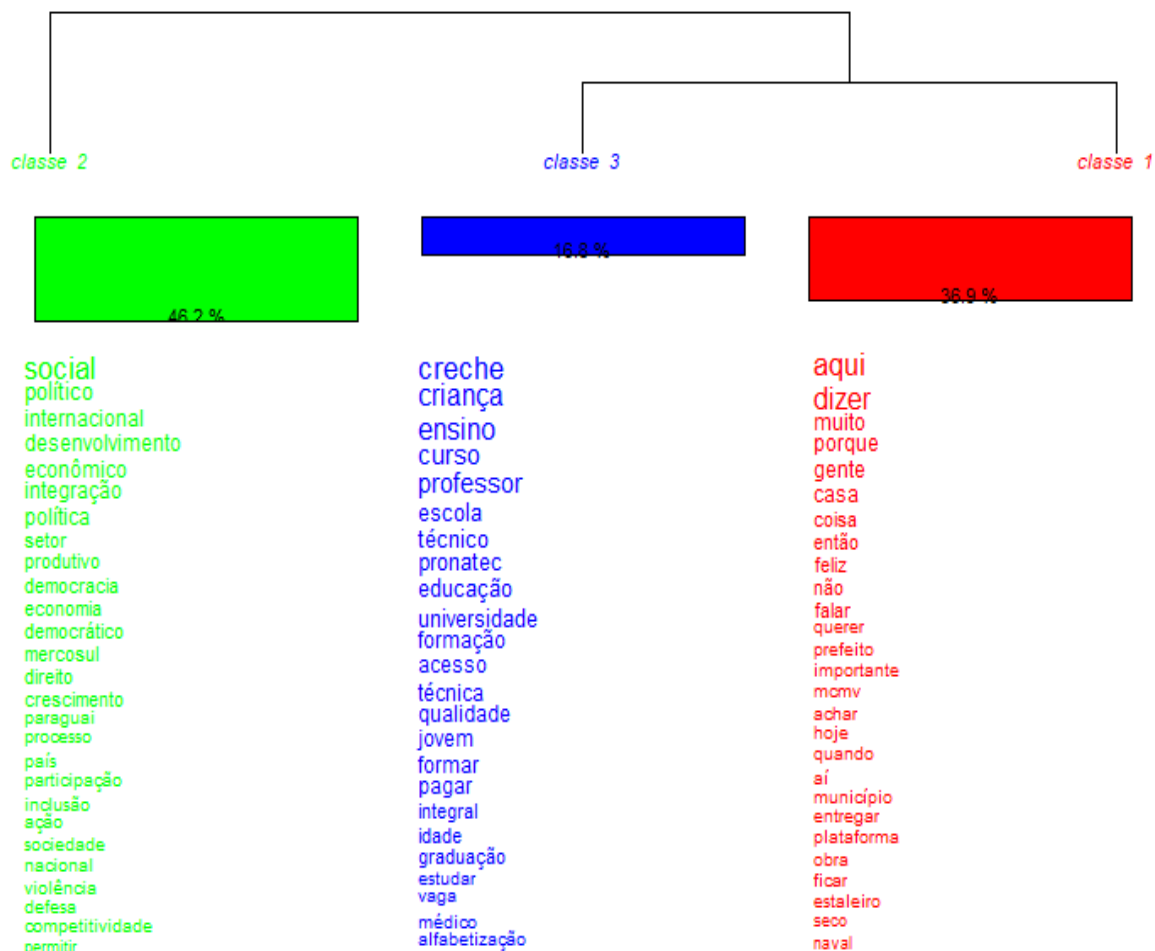 classe 2
classe 3
classe 1
46.2 %
16.8 %
36.9 %
social
político
internacional
desenvolvimento
econômico
integração
política
setor
produtivo
democracia
economia
democrático
mercosul
direito
crescimento
paraguai
processo
país
participação
inclusão
ação
sociedade
nacional
violência
defesa
competitividade
permitir
creche
criança
ensino
curso
professor
escola
técnico
pronatec
educação
universidade
formação
acesso
técnica
qualidade
jovem
formar
pagar
integral
idade
graduação
estudar
vaga
médico
alfabetização
aqui
dizer
muito
porque
gente
casa
coisa
então
feliz
não
falar
querer
prefeito
importante
mcmv
achar
hoje
quando
aí
município
entregar
plataforma
obra
ficar
estaleiro
seco
naval